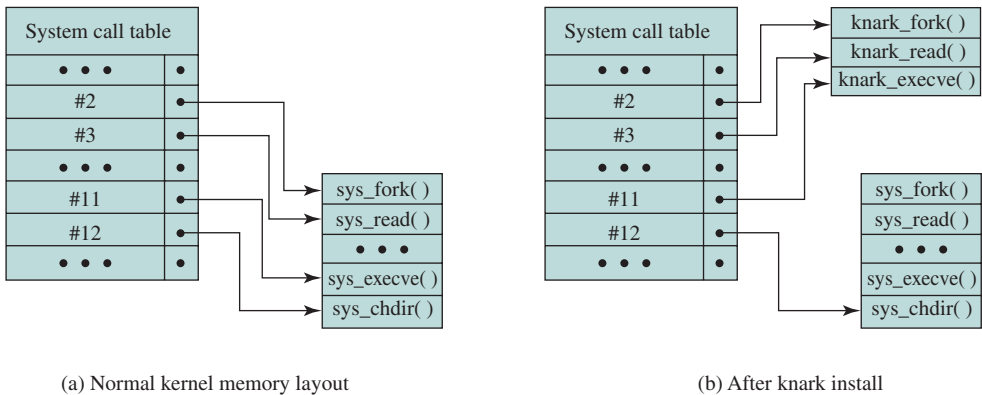 System call table
• • • •
#2 •
#3 •
• • • •
#11 •
#12 •
• • • •
sys_fork( )
sys_read( )
• • •
sys_execve( )
sys_chdir( )
(a) Normal kernel memory layout
System call table
• • • •
#2 •
#3 •
• • • •
#11 •
#12 •
• • • •
knark_fork( )
knark_read( )
knark_execve( )
sys_fork( )
sys_read( )
• • •
sys_execve( )
sys_chdir( )
(b) After knark install